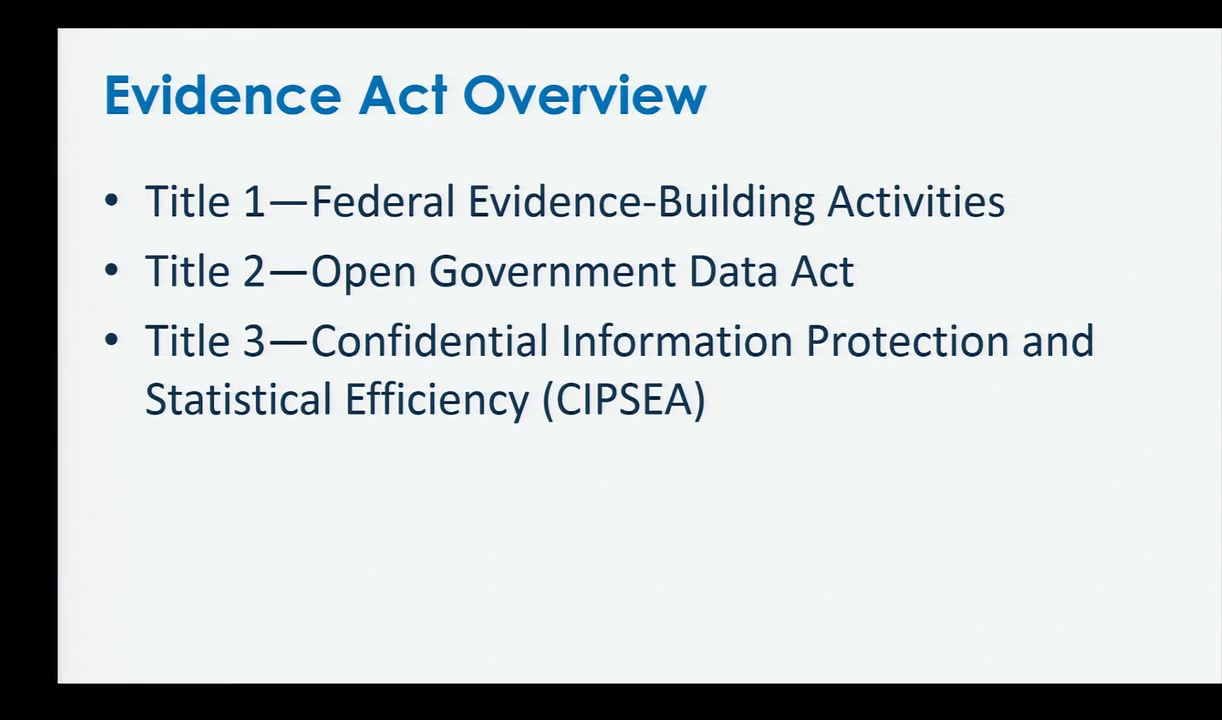 Evidence Act Overview
• Title 1—Federal Evidence-Building Activities
• Title 2—Open Government Data Act
• Title 3—Confidential Information Protection and
Statistical Efficiency (CIPSEA)